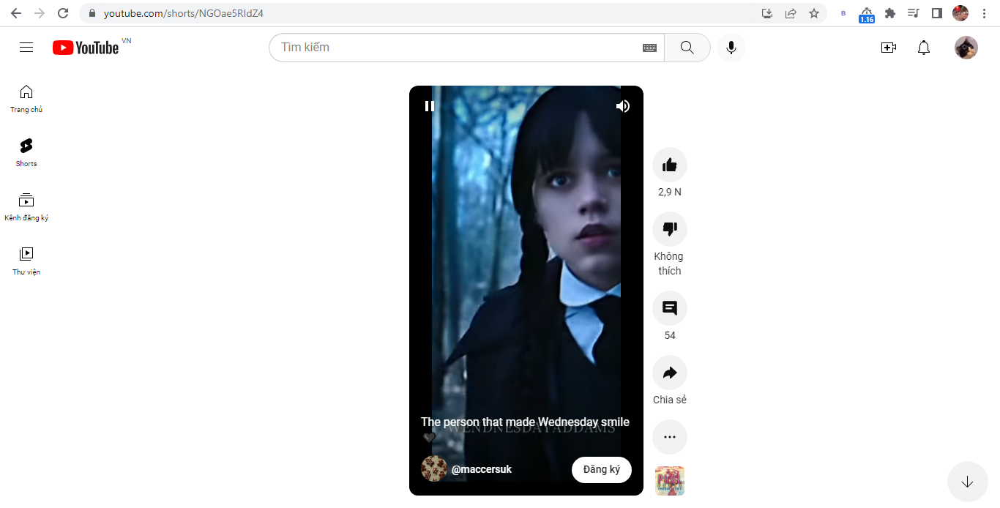 youtube.com/shorts/NGOae5RldZ4
B
1.16
YouTube VN
Tìm kiếm
Trang chủ
Shorts
Kênh đăng ký
Thư viện
2,9 N
Không
thích
54
Chia sẻ
The person that made Wednesday smile
WENDNESDAYADDAMS
@maccersuk
Đăng ký